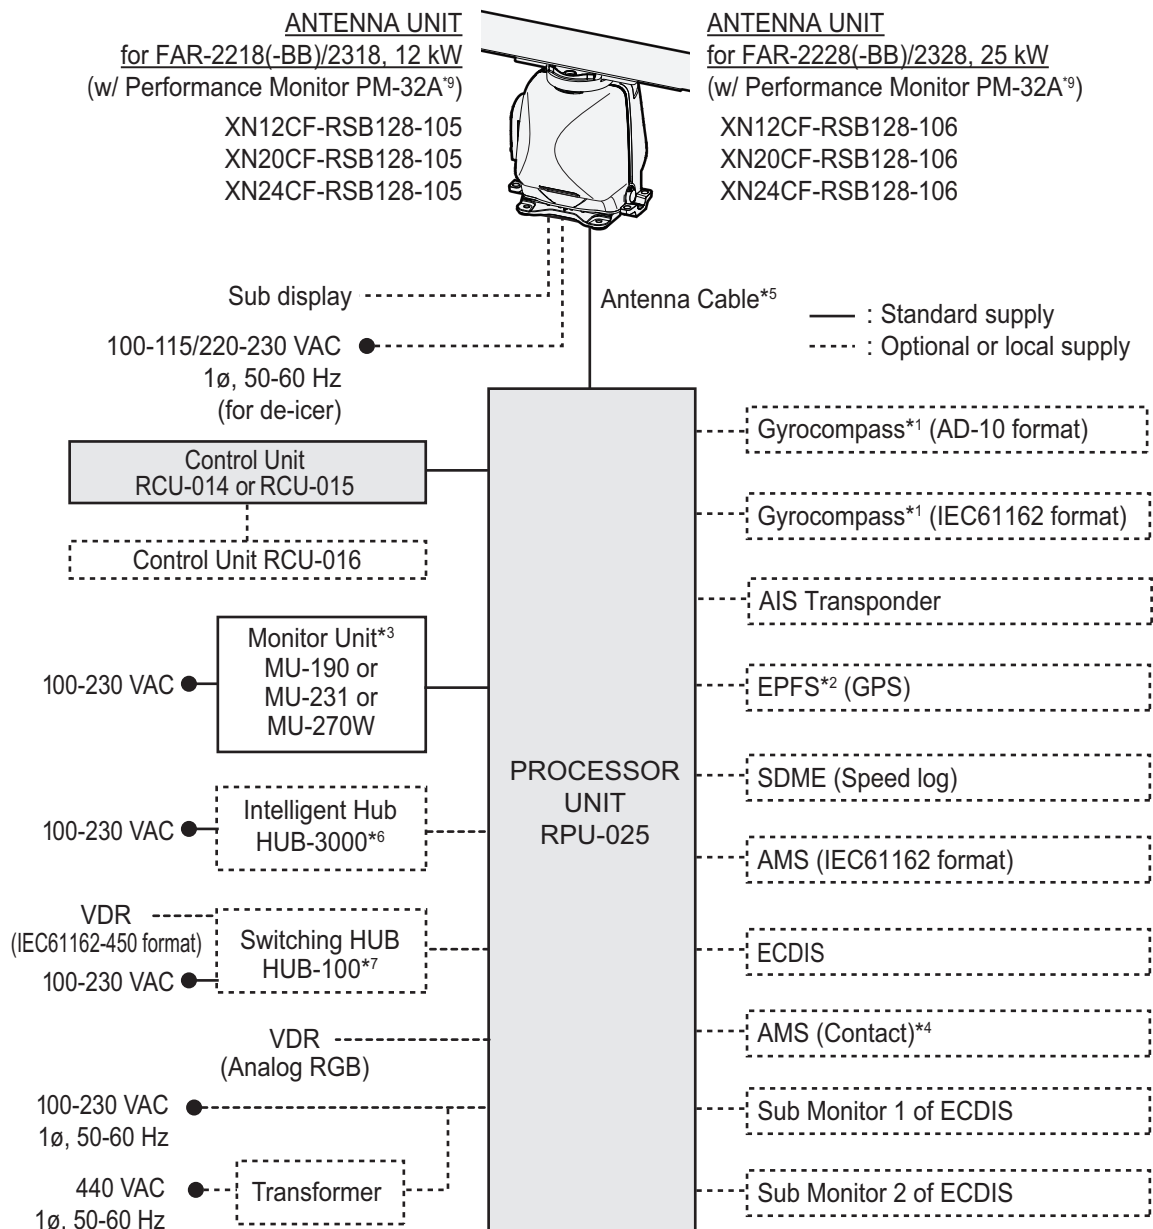 ANTENNA UNIT
for FAR-2218(-BB)/2318, 12 kW
(w/ Performance Monitor PM-32A*9)
XN12CF-RSB128-105
XN20CF-RSB128-105
XN24CF-RSB128-105
ANTENNA UNIT
for FAR-2228(-BB)/2328, 25 kW
(w/ Performance Monitor PM-32A*9)
XN12CF-RSB128-106
XN20CF-RSB128-106
XN24CF-RSB128-106
Sub display
Antenna Cable*5
: Standard supply
: Optional or local supply
100-115/220-230 VAC
1ø, 50-60 Hz
(for de-icer)
Control Unit
RCU-014 or RCU-015
Control Unit RCU-016
Monitor Unit*3
MU-190 or
MU-231 or
MU-270W
100-230 VAC
Intelligent Hub
HUB-3000*6
100-230 VAC
VDR
(IEC61162-450 format)
Switching HUB
HUB-100*7
100-230 VAC
VDR
(Analog RGB)
100-230 VAC
1ø, 50-60 Hz
440 VAC
1ø, 50-60 Hz
Transformer
PROCESSOR
UNIT
RPU-025
Gyrocompass*1 (AD-10 format)
Gyrocompass*1 (IEC61162 format)
AIS Transponder
EPFS*2 (GPS)
SDME (Speed log)
AMS (IEC61162 format)
ECDIS
AMS (Contact)*4
Sub Monitor 1 of ECDIS
Sub Monitor 2 of ECDIS